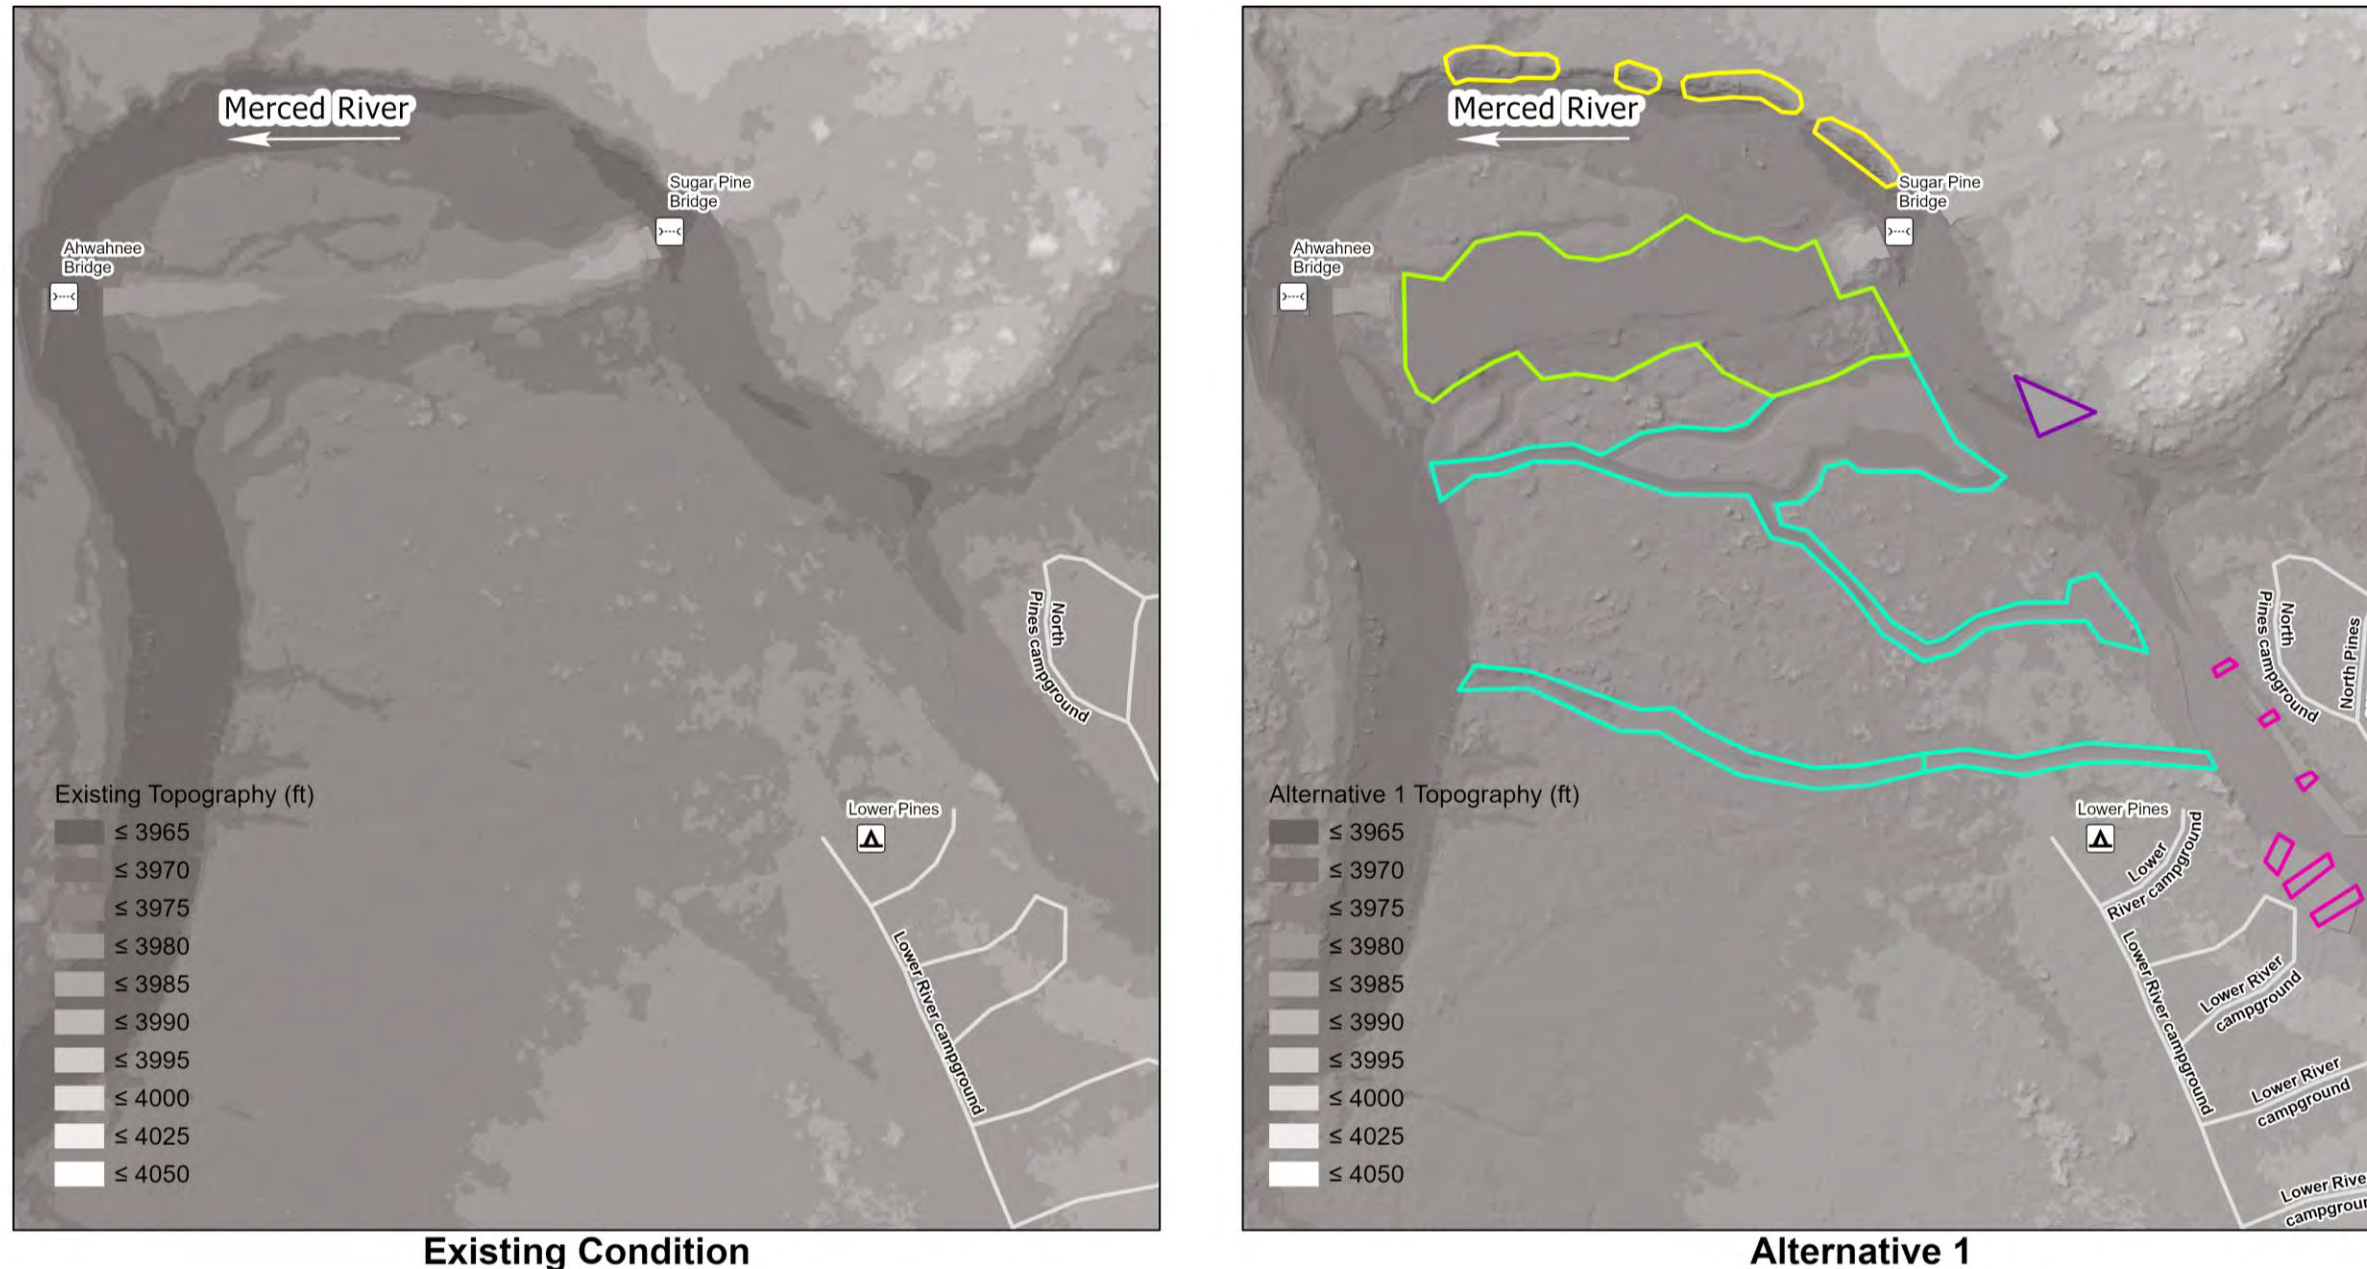 Merced River
Sugar Pine
Bridge
Ahwahnee
Bridge
North
Pines campground
Existing Topography (ft)
≤ 3965
≤ 3970
≤ 3975
≤ 3980
≤ 3985
≤ 3990
≤ 3995
≤ 4000
≤ 4025
≤ 4050
Lower Pines
Lower River campground
Existing Condition
Merced River
Sugar Pine
Bridge
Ahwahnee
Bridge
North
Pines campground
North Pines
Alternative 1 Topography (ft)
≤ 3965
≤ 3970
≤ 3975
≤ 3980
≤ 3985
≤ 3990
≤ 3995
≤ 4000
≤ 4025
≤ 4050
Lower Pines
Lower
River campground
Lower River campground
Lower River
campground
Lower River
campground
Lower Rive
campgrour
Alternative 1